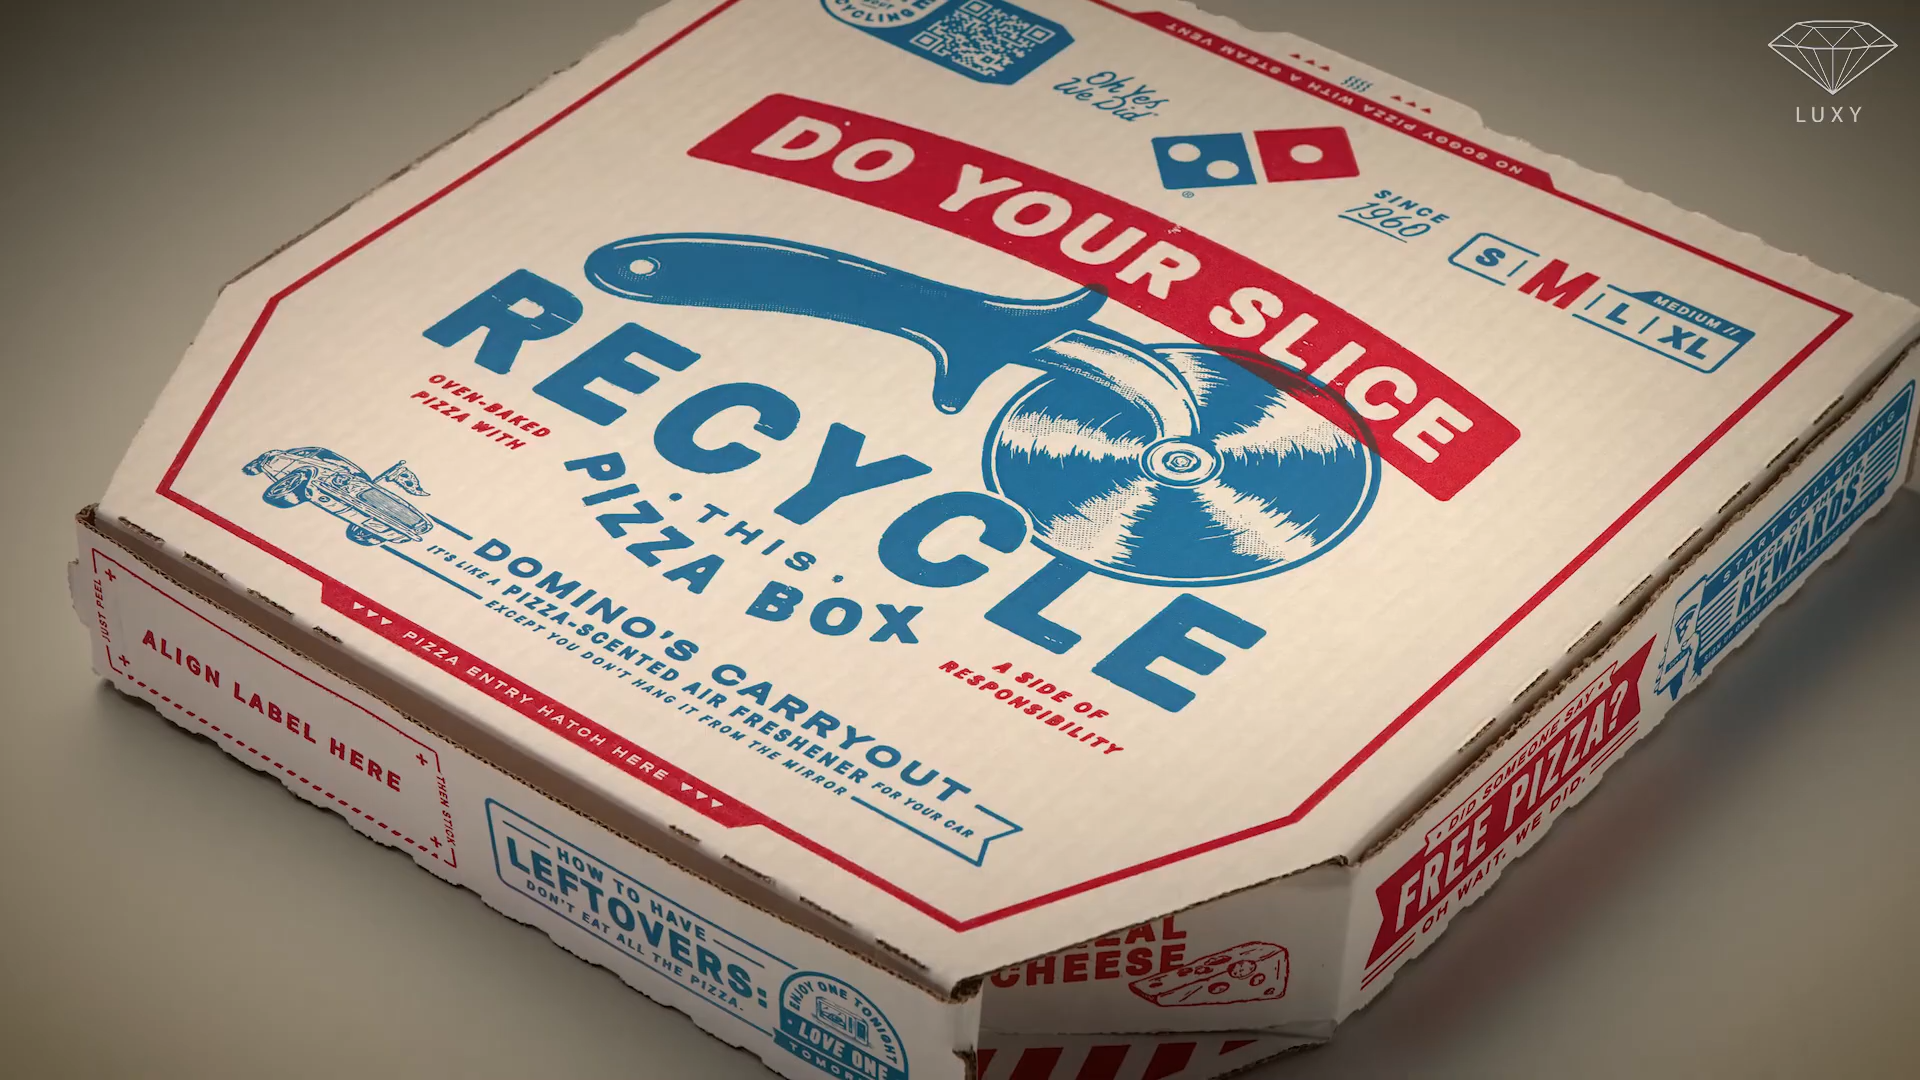 CYCLING
Oh Yes
We Did
NO SOGGY PIZZA WITH A STEAM VENT
LUXY
DO YOUR SLICE
SINCE
1960
S M L XL
MEDIUM //
RECYCLE
OVEN-BAKED
PIZZA WITH
• THIS •
PIZZA BOX
A SIDE OF
RESPONSIBILITY
DOMINO'S CARRYOUT
IT'S LIKE A PIZZA-SCENTED AIR FRESHENER FOR YOUR CAR
EXCEPT YOU DON'T HANG IT FROM THE MIRROR
PIZZA ENTRY HATCH HERE
JUST PEEL
ALIGN LABEL HERE
THEN STICK
HOW TO HAVE
LEFTOVERS:
DON'T EAT ALL THE PIZZA.
ENJOY ONE TONIGHT
• LOVE ONE
CHEESE
• DID SOMEONE SAY •
FREE PIZZA?
OH WAIT. WE DID.
START COLLECTING
REWARDS